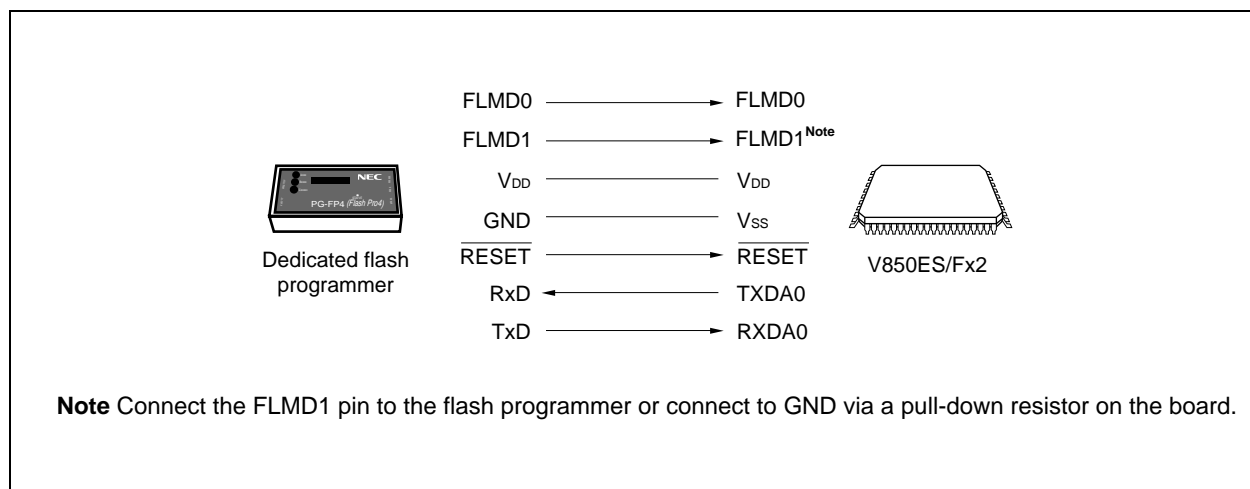 FLMD0 FLMD0
FLMD1 FLMD1Note
VDD VDD
GND VSS
RESET RESET
RxD TXDA0
TxD RXDA0
NEC
PG-FP4 (Flash Pro4)
Dedicated flash
programmer
V850ES/Fx2
Note Connect the FLMD1 pin to the flash programmer or connect to GND via a pull-down resistor on the board.